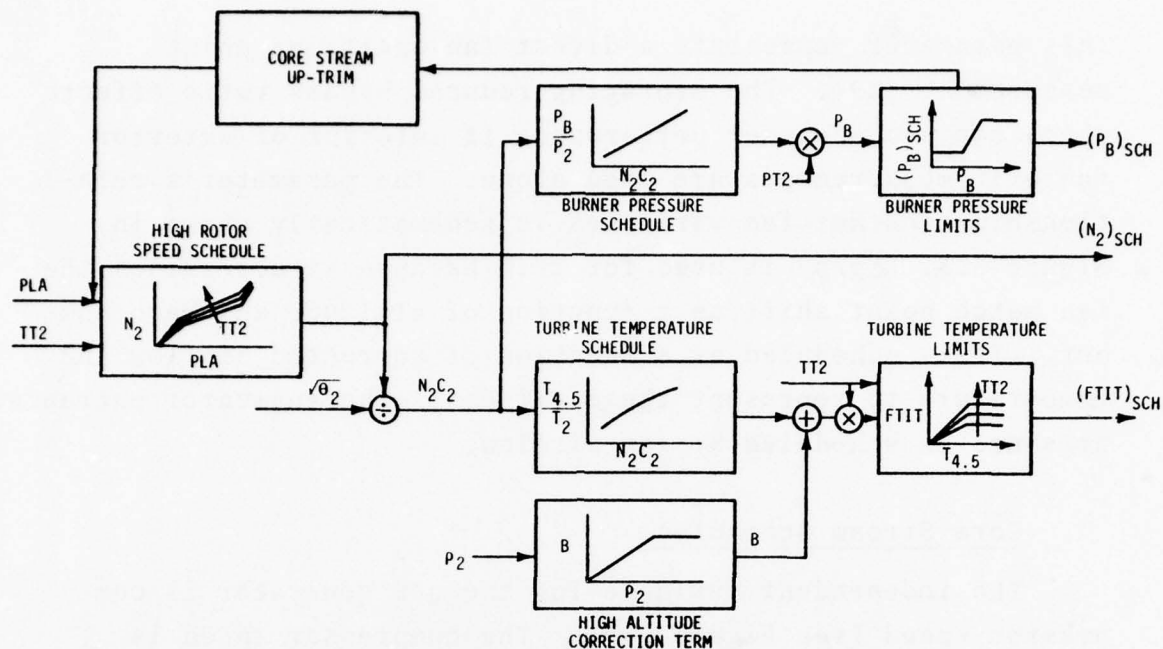 CORE STREAM
UP-TRIM
P_B
P_2
N_2C_2
BURNER PRESSURE
SCHEDULE
P_B
PT2
(P_B)_SCH
P_B
BURNER PRESSURE
LIMITS
(P_B)_SCH
(N_2)_SCH
HIGH ROTOR
SPEED SCHEDULE
PLA
TT2
N_2
TT2
PLA
√θ_2
÷
N_2C_2
TURBINE TEMPERATURE
SCHEDULE
T_4.5
T_2
N_2C_2
TT2
+
TURBINE TEMPERATURE
LIMITS
FTIT
TT2
T_4.5
(FTIT)_SCH
P_2
B
P_2
B
HIGH ALTITUDE
CORRECTION TERM